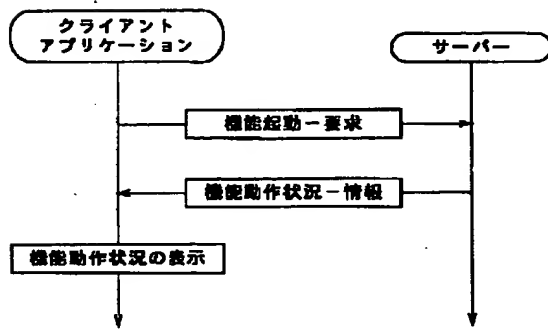 クライアント
アプリケーション
サーバー
機能起動－要求
機能動作状況－情報
機能動作状況の表示